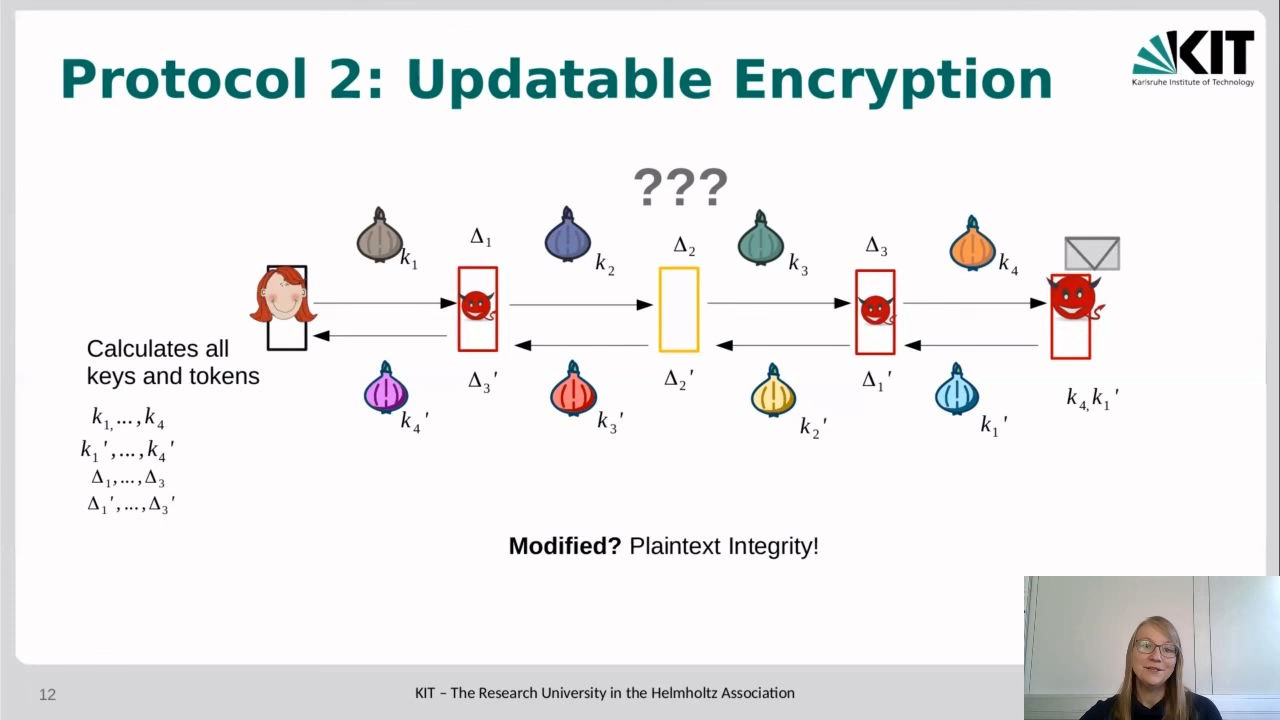 Protocol 2: Updatable Encryption
KIT
Karlsruhe Institute of Technology
???
Δ₁ Δ₂ Δ₃
k₁ k₂ k₃ k₄
Calculates all
keys and tokens
Δ₃' Δ₂' Δ₁'
k₄,k₁'
k₄' k₃' k₂' k₁'
k₁,...,k₄
k₁',...,k₄'
Δ₁,...,Δ₃
Δ₁',...,Δ₃'
Modified? Plaintext Integrity!
12
KIT – The Research University in the Helmholtz Association